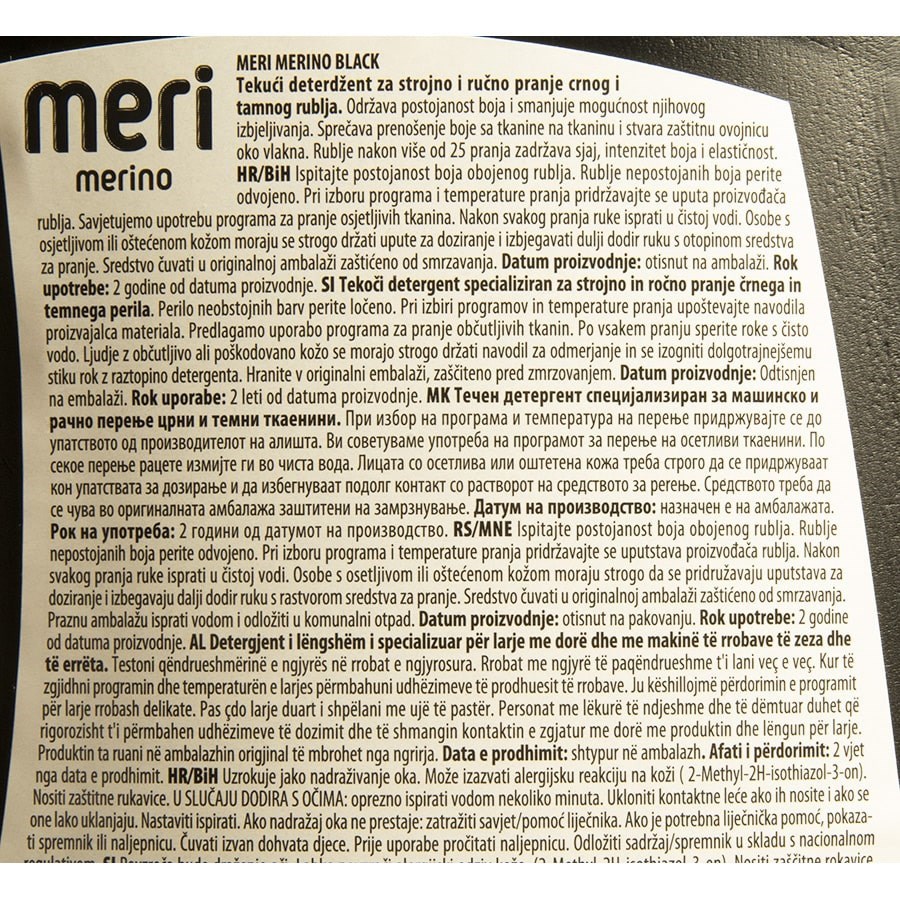 meri
merino
MERI MERINO BLACK
Tekući deterdžent za strojno i ručno pranje crnog i
tamnog rublja. Održava postojanost boja i smanjuje mogućnost njihovog
izbjeljivanja. Sprečava prenošenje boje sa tkanine na tkaninu i stvara zaštitnu ovojnicu
oko vlakna. Rublje nakon više od 25 pranja zadržava sjaj, intenzitet boja i elastičnost.
HR/BiH Ispitajte postojanost boja obojenog rublja. Rublje nepostojanih boja perite
odvojeno. Pri izboru programa i temperature pranja pridržavajte se uputa proizvođača
rublja. Savjetujemo upotrebu programa za pranje osjetljivih tkanina. Nakon svakog pranja ruke isprati u čistoj vodi. Osobe s
osjetljivom ili oštećenom kožom moraju se strogo držati upute za doziranje i izbjegavati dulji dodir ruku s otopinom sredstva
za pranje. Sredstvo čuvati u originalnoj ambalaži zaštićeno od smrzavanja. Datum proizvodnje: otisnut na ambalaži. Rok
upotrebe: 2 godine od datuma proizvodnje. SI Tekoči detergent specializiran za strojno in ročno pranje črnega in
temnega perila. Perilo neobstojnih barv perite ločeno. Pri izbiri programov in temperature pranja upoštevajte navodila
proizvajalca materiala. Predlagamo uporabo programa za pranje občutljivih tkanin. Po vsakem pranju sperite roke s čisto
vodo. Ljudje z občutljivo ali poškodovano kožo se morajo strogo držati navodil za odmerjanje in se izogniti dolgotrajnejšemu
stiku rok z raztopino detergenta. Hranite v originalni embalaži, zaščiteno pred zmrzovanjem. Datum proizvodnje: Odtisnjen
na embalaži. Rok uporabe: 2 leti od datuma proizvodnje. МК Течен детергент специјализиран за машинско и
рачно перење црни и темни ткаенини. При избор на програма и температура на перење придржувајте се до
упатството од производителот на алишта. Ви советуваме употреба на програмот за перење на осетливи ткаенини. По
секое перење рацете измијте ги во чиста вода. Лицата со осетлива или оштетена кожа треба строго да се придржуваат
кон упатствата за дозирање и да избегнуваат подолг контакт со растворот на средството за регење. Средството треба да
се чува во оригиналната амбалажа заштитени на замрзнување. Датум на производство: назначен е на амбалажата.
Рок на употреба: 2 години од датумот на производство. RS/MNE Ispitajte postojanost boja obojenog rublja. Rublje
nepostojanih boja perite odvojeno. Pri izboru programa i temperature pranja pridržavajte se uputstava proizvođača rublja. Nakon
svakog pranja ruke isprati u čistoj vodi. Osobe s osetljivom ili oštećenom kožom moraju strogo da se pridružavaju uputstava za
doziranje i izbegavaju dalji dodir ruku s rastvorom sredstva za pranje. Sredstvo čuvati u originalnoj ambalaži zaštićeno od smrzavanja.
Praznu ambalažu isprati vodom i odložiti u komunalni otpad. Datum proizvodnje: otisnut na pakovanju. Rok upotrebe: 2 godine
od datuma proizvodnje. AL Detergjent i lëngshëm i specializuar për larje me dorë dhe me makinë të rrobave të zeza dhe
të errëta. Testoni qëndrueshmërinë e ngjyrës në rrobat e ngjyrosura. Rrobat me ngjyrë të paqëndrueshme t'i lani veç e veç. Kur të
zgjidhni programin dhe temperaturën e larjes përmbahuni udhëzimeve të prodhuesit të rrobave. Ju këshillojmë përdorimin e programit
për larje rrobash delikate. Pas çdo larje duart i shpëlani me ujë të pastër. Personat me lëkurë të ndjeshme dhe të dëmtuar duhet që
rigorozisht t'i përmbahen udhëzimeve të dozimit dhe të shmangin kontaktin e zgjatur me dorë me produktin dhe lëngun për larje.
Produktin ta ruani në ambalazhin origjinal të mbrohet nga ngrirja. Data e prodhimit: shtypur në ambalazh. Afati i përdorimit: 2 vjet
nga data e prodhimit. HR/BiH Uzrokuje jako nadraživanje oka. Može izazvati alergijsku reakciju na koži ( 2-Methyl-2H-isothiazol-3-on).
Nositi zaštitne rukavice. U SLUČAJU DODIRA S OČIMA: oprezno ispirati vodom nekoliko minuta. Ukloniti kontaktne leće ako ih nosite i ako se
one lako uklanjaju. Nastaviti ispirati. Ako nadražaj oka ne prestaje: zatražiti savjet/pomoć liječnika. Ako je potrebna liječnička pomoć, pokaza-
ti spremnik ili naljepnicu. Čuvati izvan dohvata djece. Prije uporabe pročitati naljepnicu. Odložiti sadržaj/spremnik u skladu s nacionalnom